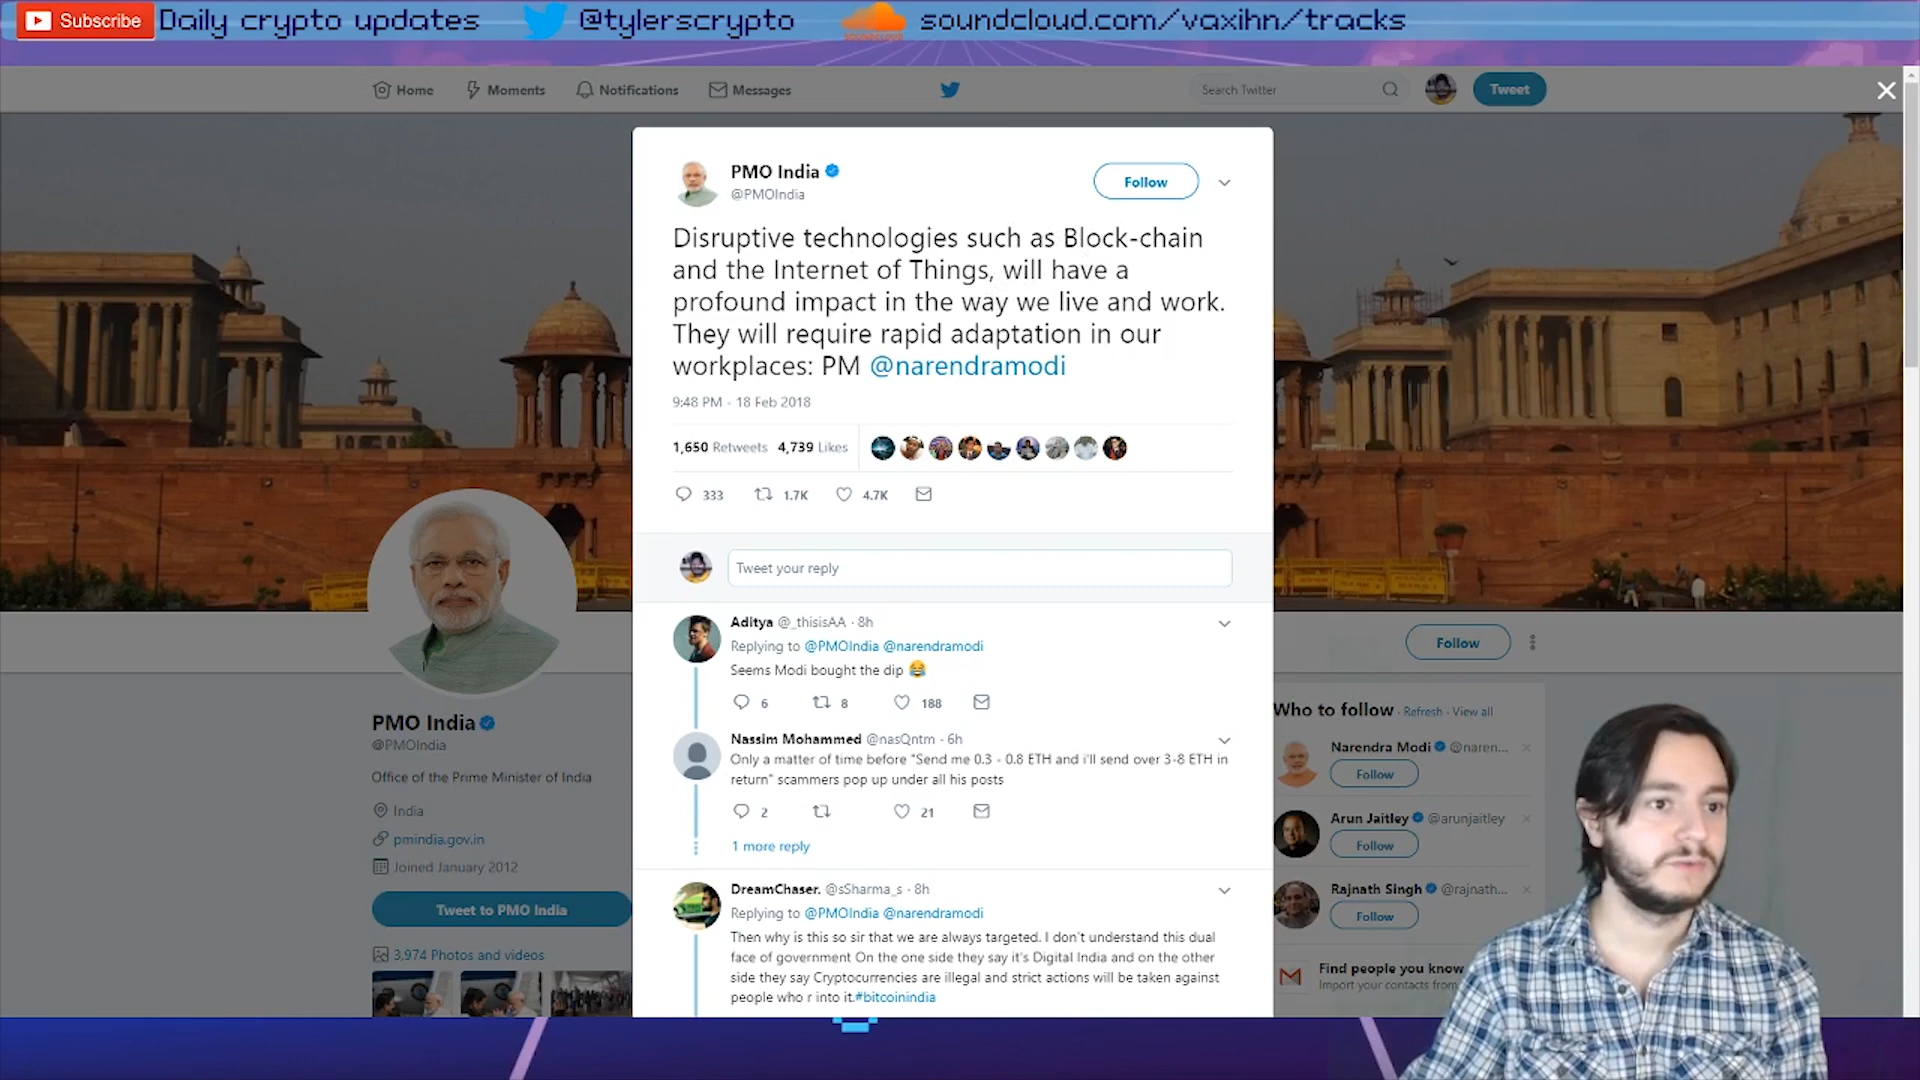 Subscribe Daily crypto updates @tylerscrypto soundcloud.com/vaxihn/tracks
SOUNDCLOUD
Home Moments Notifications Messages Search Twitter Tweet
PMO India
@PMOIndia
Follow
Disruptive technologies such as Block-chain
and the Internet of Things, will have a
profound impact in the way we live and work.
They will require rapid adaptation in our
workplaces: PM @narendramodi
9:48 PM - 18 Feb 2018
1,650 Retweets 4,739 Likes
333 1.7K 4.7K
Tweet your reply
Aditya @_thisisAA · 8h
Replying to @PMOIndia @narendramodi
Seems Modi bought the dip 😂
6 8 188
Nassim Mohammed @nasQntm · 6h
Only a matter of time before "Send me 0.3 - 0.8 ETH and i'll send over 3-8 ETH in
return" scammers pop up under all his posts
2 21
1 more reply
DreamChaser. @sSharma_s · 8h
Replying to @PMOIndia @narendramodi
Then why is this so sir that we are always targeted. I don't understand this dual
face of government On the one side they say it's Digital India and on the other
side they say Cryptocurrencies are illegal and strict actions will be taken against
people who r into it.#bitcoinindia
PMO India
@PMOIndia
Office of the Prime Minister of India
India
pmindia.gov.in
Joined January 2012
Tweet to PMO India
3,974 Photos and videos
Follow
Who to follow · Refresh · View all
Narendra Modi @naren...
Follow
Arun Jaitley @arunjaitley
Follow
Rajnath Singh @rajnath...
Follow
Find people you know
Import your contacts from